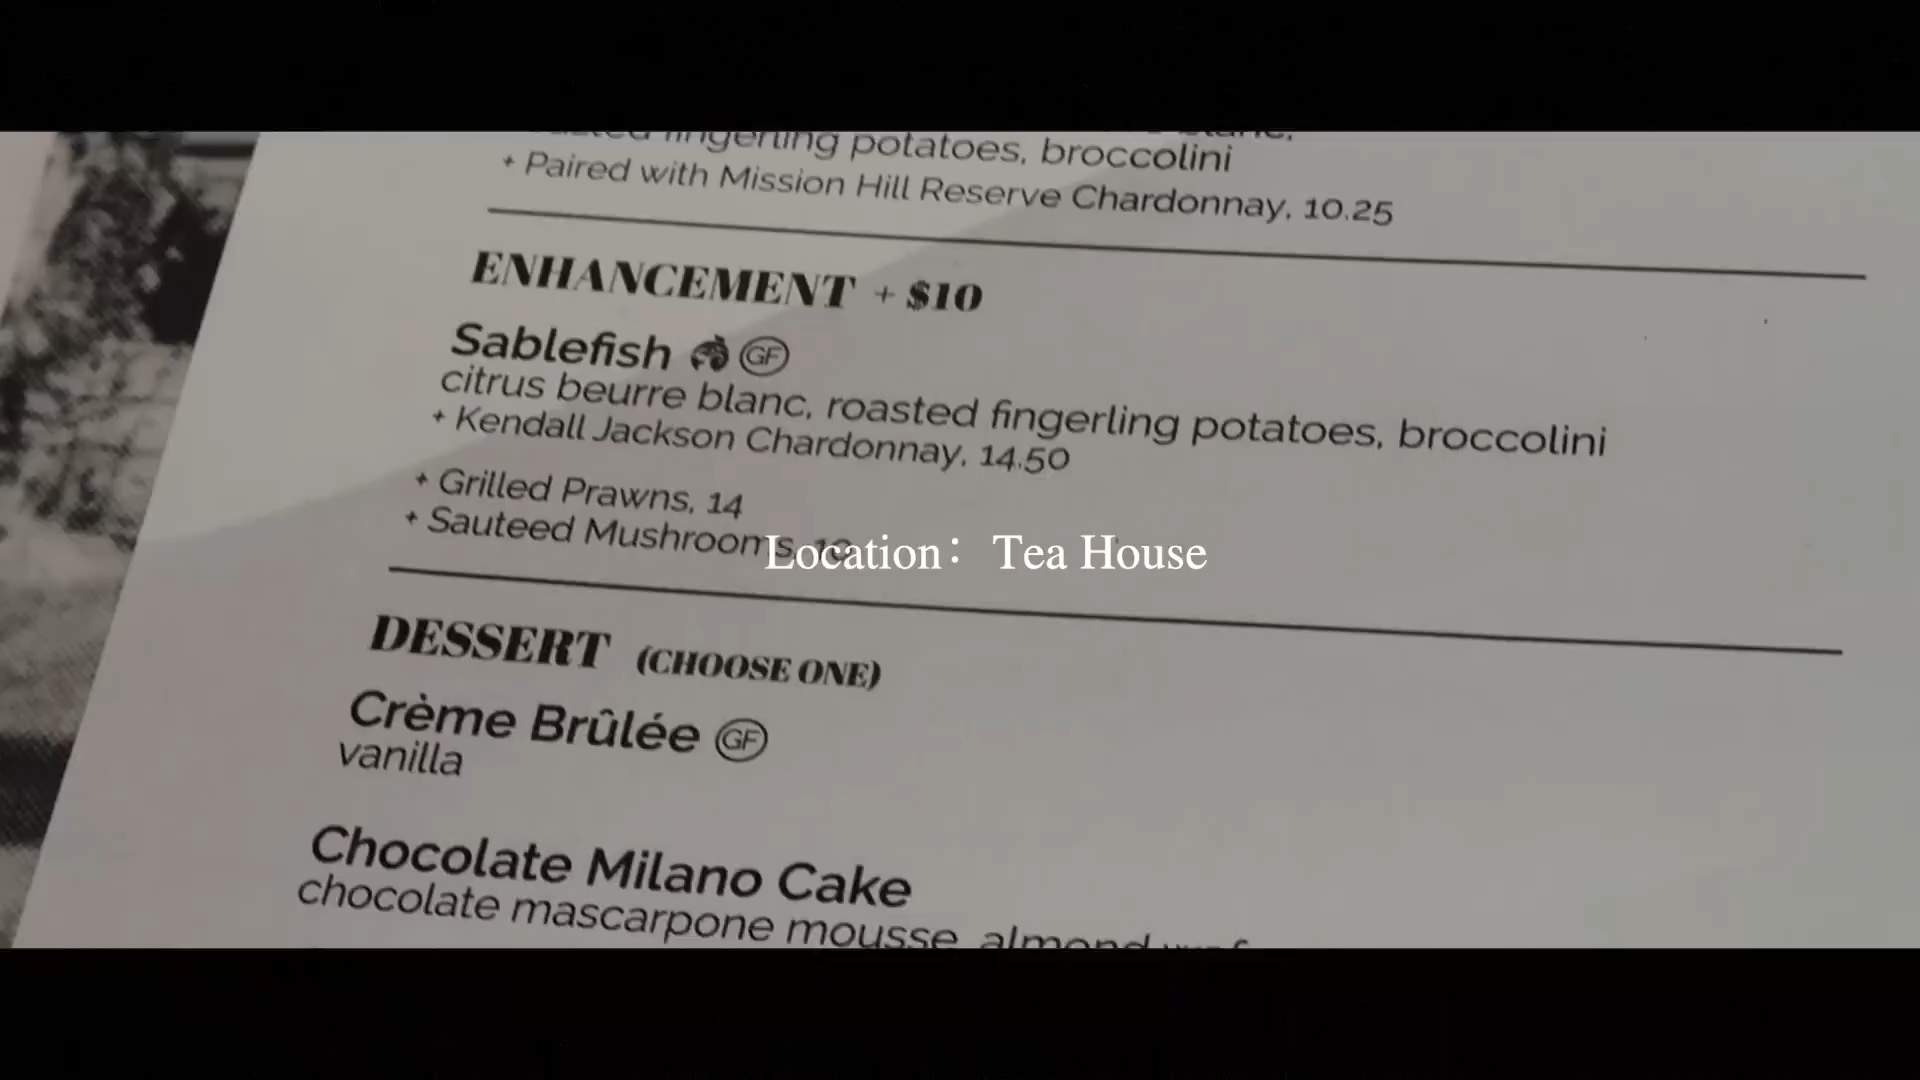 fingerling potatoes, broccolini
+ Paired with Mission Hill Reserve Chardonnay, 10.25
ENHANCEMENT + $10
Sablefish GF
citrus beurre blanc, roasted fingerling potatoes, broccolini
+ Kendall Jackson Chardonnay, 14.50
+ Grilled Prawns, 14
+ Sauteed Mushrooms,
Location: Tea House
DESSERT (CHOOSE ONE)
Crème Brûlée GF
vanilla
Chocolate Milano Cake
chocolate mascarpone mousse, almond